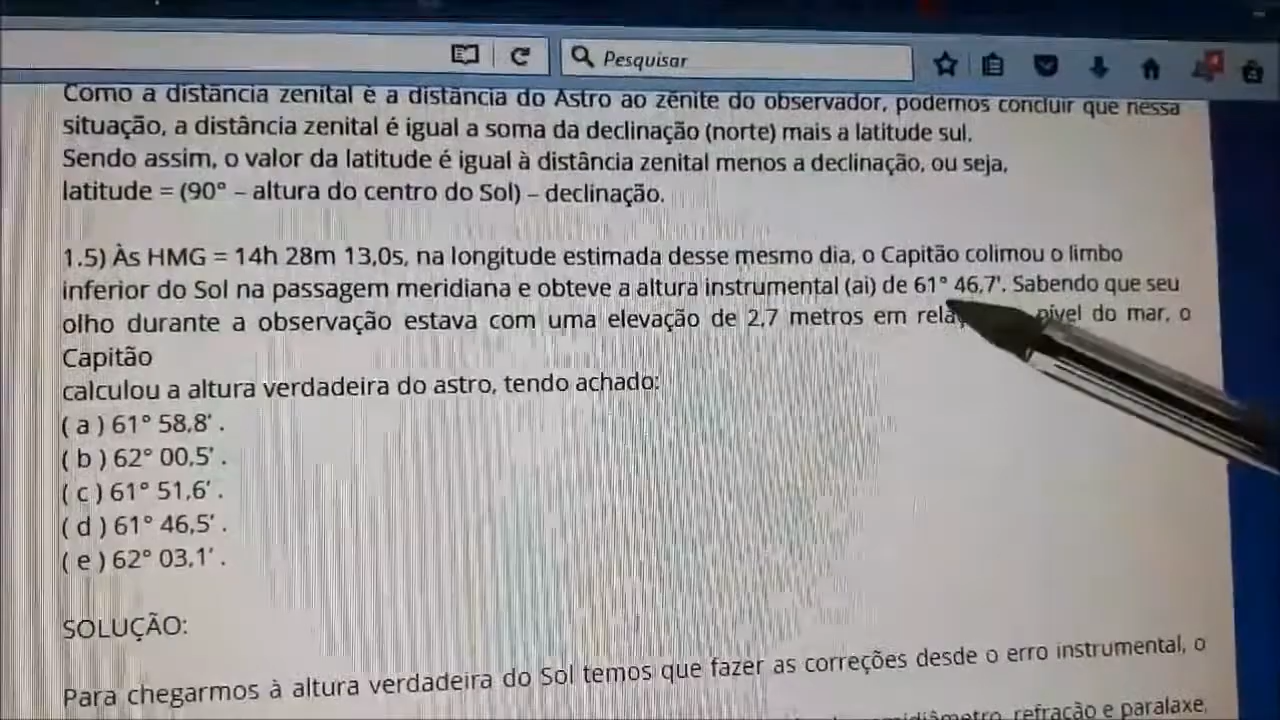 Pesquisar
Como a distância zenital é a distância do Astro ao zênite do observador, podemos concluir que nessa
situação, a distância zenital é igual a soma da declinação (norte) mais a latitude sul.
Sendo assim, o valor da latitude é igual à distância zenital menos a declinação, ou seja,
latitude = (90° – altura do centro do Sol) – declinação.
1.5) Às HMG = 14h 28m 13,0s, na longitude estimada desse mesmo dia, o Capitão colimou o limbo
inferior do Sol na passagem meridiana e obteve a altura instrumental (ai) de 61° 46,7'. Sabendo que seu
olho durante a observação estava com uma elevação de 2,7 metros em nível do mar, o
Capitão
calculou a altura verdadeira do astro, tendo achado:
( a ) 61° 58,8' .
( b ) 62° 00,5' .
( c ) 61° 51,6' .
( d ) 61° 46,5' .
( e ) 62° 03,1' .
SOLUÇÃO:
Para chegarmos à altura verdadeira do Sol temos que fazer as correções desde o erro instrumental, o
refração e paralaxe,